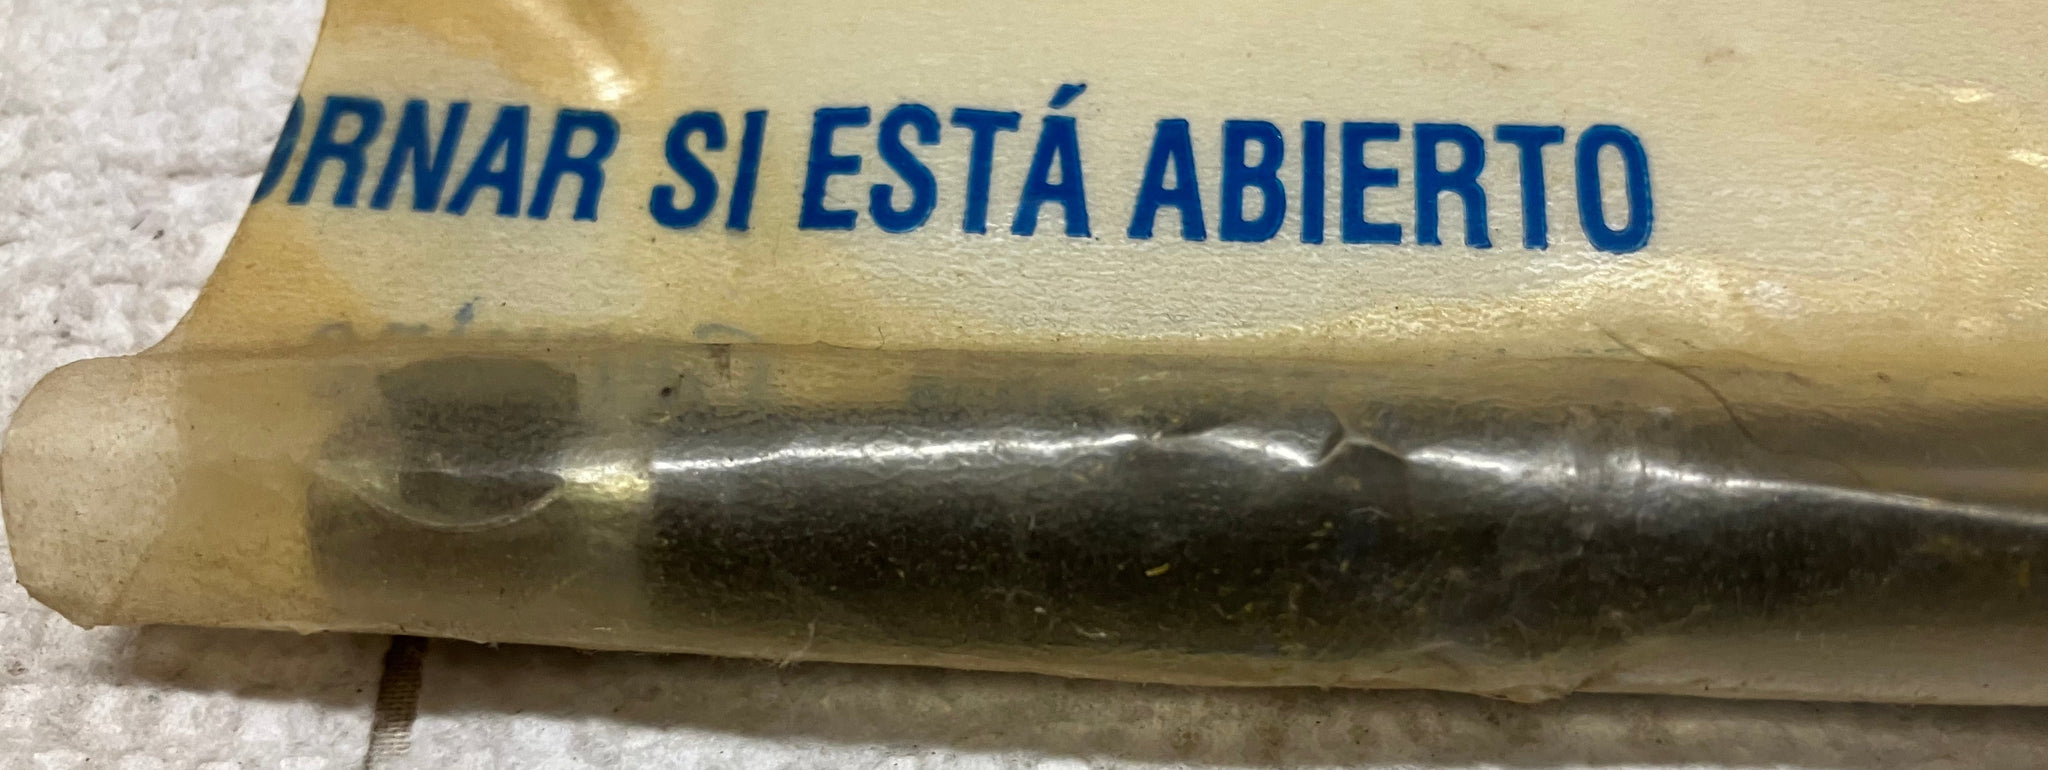 ORNAR SI ESTÁ ABIERTO